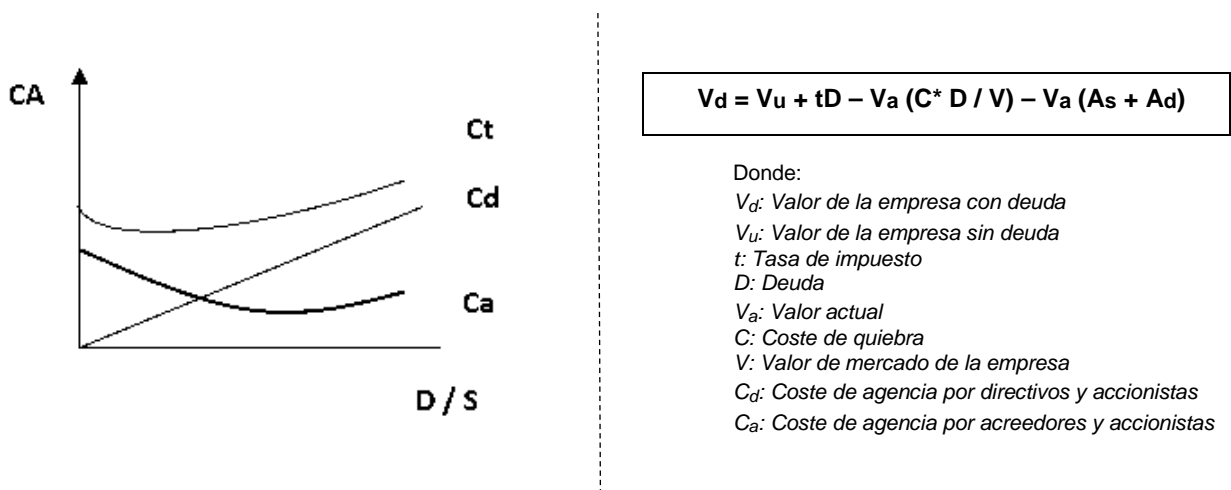 CA
Ct
Cd
Ca
D / S
Vd = Vu + tD – Va (C* D / V) – Va (As + Ad)
Donde:
Vd: Valor de la empresa con deuda
Vu: Valor de la empresa sin deuda
t: Tasa de impuesto
D: Deuda
Va: Valor actual
C: Coste de quiebra
V: Valor de mercado de la empresa
Cd: Coste de agencia por directivos y accionistas
Ca: Coste de agencia por acreedores y accionistas